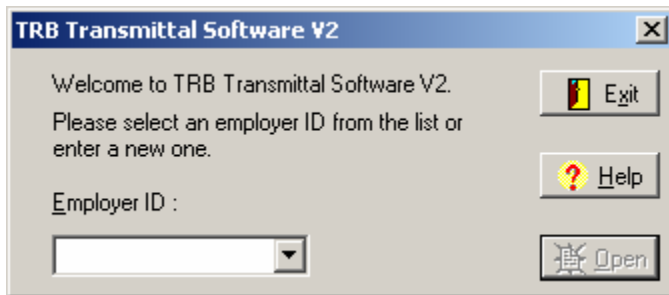 TRB Transmittal Software V2
Welcome to TRB Transmittal Software V2.
Please select an employer ID from the list or
enter a new one.
Employer ID :
Exit
Help
Open